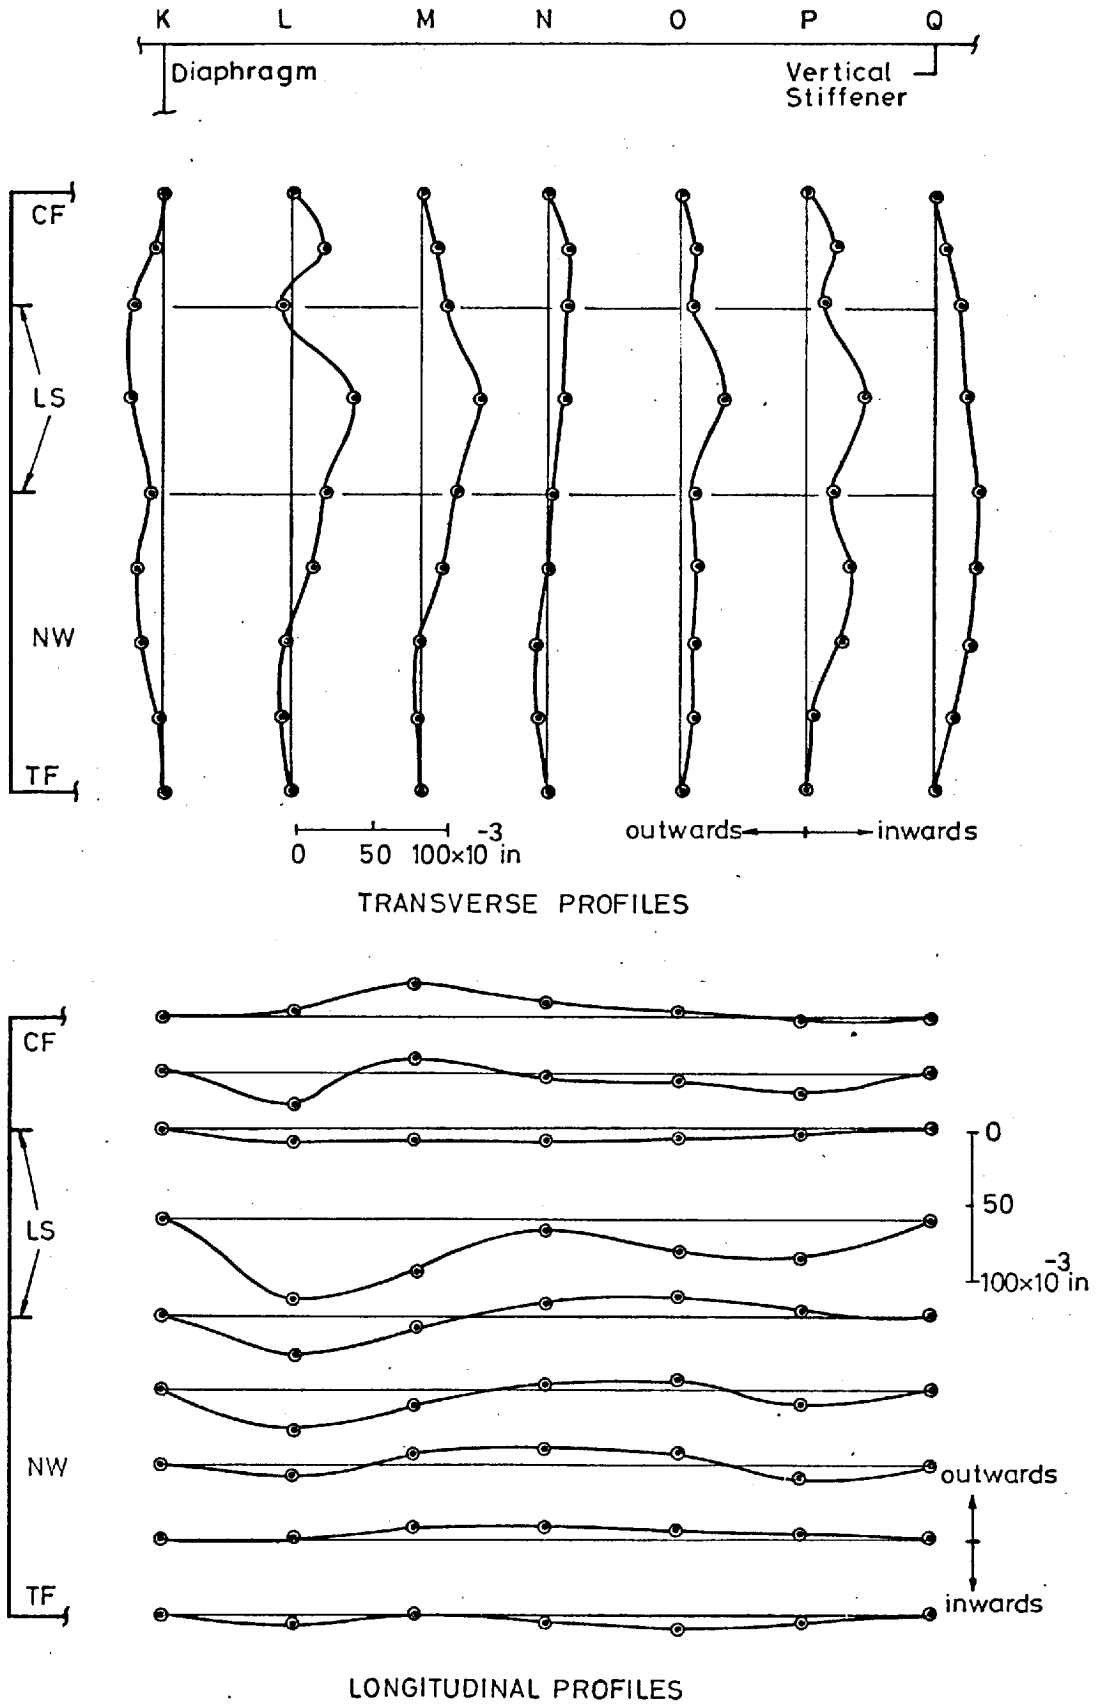 K L M N O P Q
Diaphragm
Vertical
Stiffener
CF
LS
NW
TF
outwards inwards
0 50 100×10-3 in
TRANSVERSE PROFILES
CF
0
LS
50
100×10-3 in
NW
outwards
TF
inwards
LONGITUDINAL PROFILES